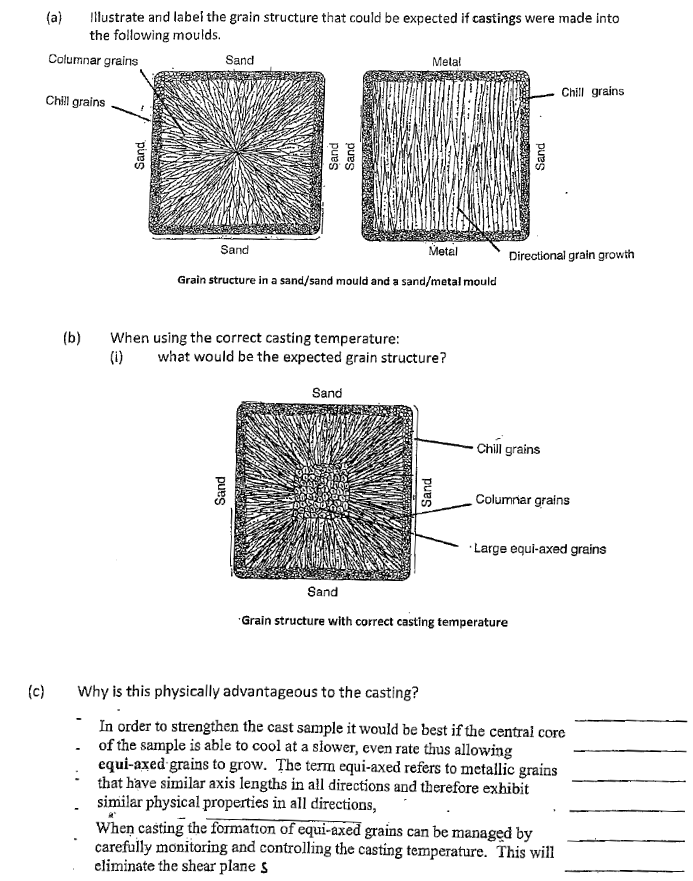 (a) Illustrate and label the grain structure that could be expected if castings were made into
the following moulds.
Columnar grains
Sand
Metal
Chill grains
Chill grains
Sand
Sand
Sand
Sand
Sand
Metal
Directional grain growth
Grain structure in a sand/sand mould and a sand/metal mould
(b) When using the correct casting temperature:
(i) what would be the expected grain structure?
Sand
Chill grains
Sand
Sand
Columnar grains
Large equi-axed grains
Sand
Grain structure with correct casting temperature
(c) Why is this physically advantageous to the casting?
In order to strengthen the cast sample it would be best if the central core
of the sample is able to cool at a slower, even rate thus allowing
equi-axed grains to grow. The term equi-axed refers to metallic grains
that have similar axis lengths in all directions and therefore exhibit
similar physical properties in all directions,
When casting the formation of equi-axed grains can be managed by
carefully monitoring and controlling the casting temperature. This will
eliminate the shear plane s